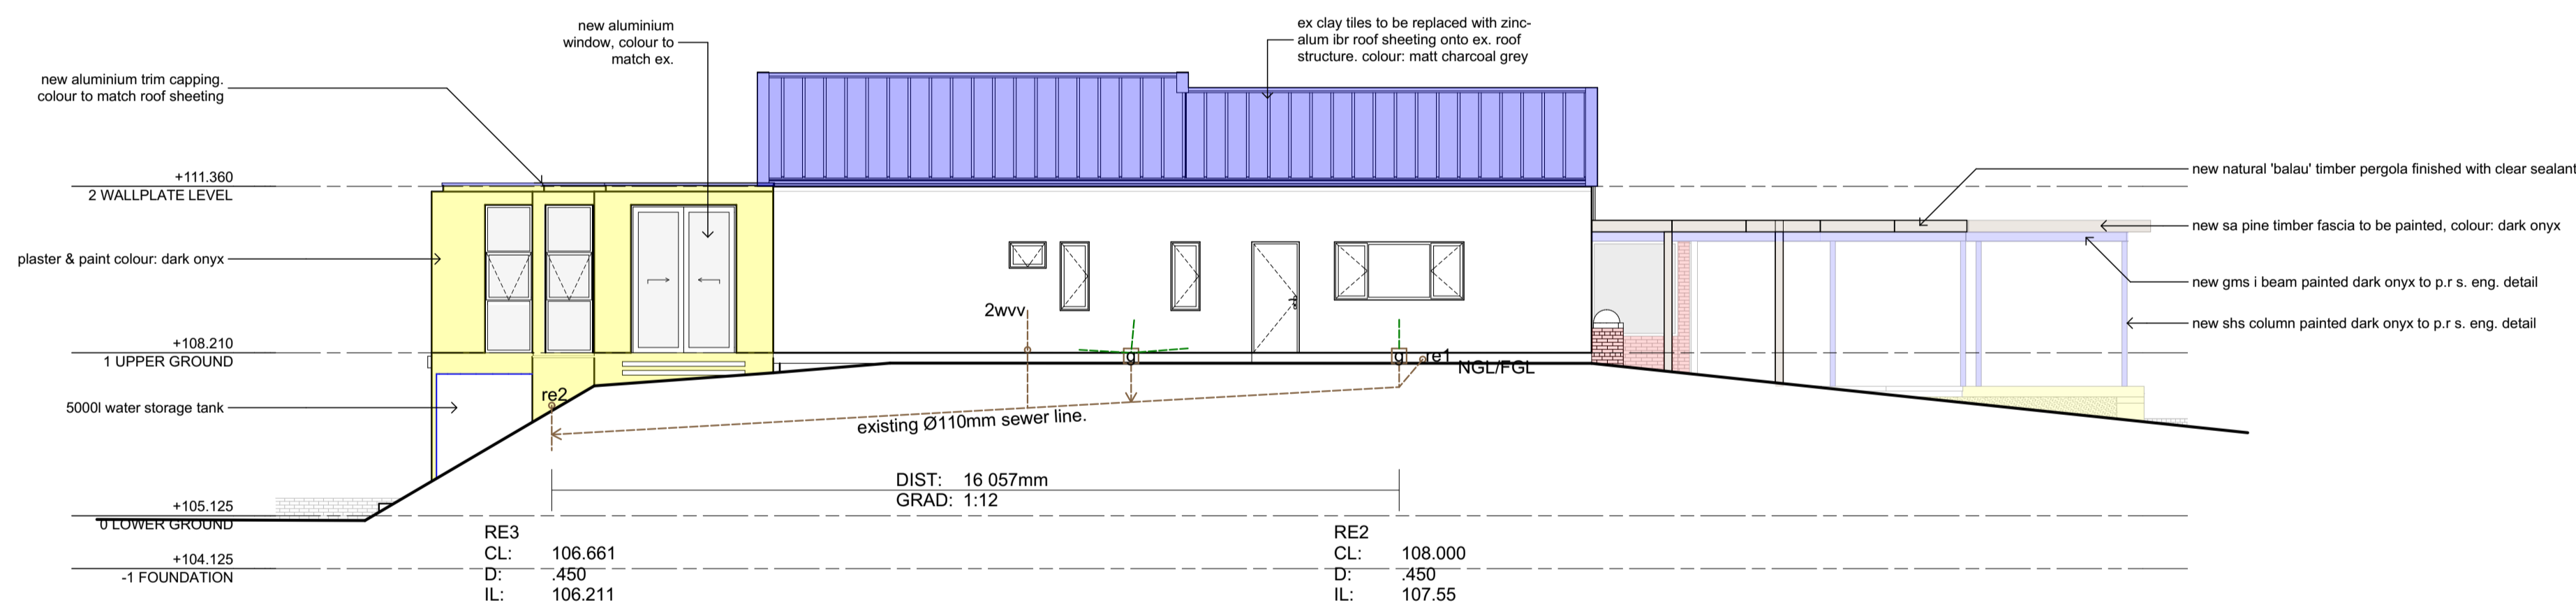 new aluminium
window, colour to
match ex.
ex clay tiles to be replaced with zinc-
alum ibr roof sheeting onto ex. roof
structure. colour: matt charcoal grey
new aluminium trim capping.
colour to match roof sheeting
+111.360
2 WALLPLATE LEVEL
new natural 'balau' timber pergola finished with clear sealant
new sa pine timber fascia to be painted, colour: dark onyx
plaster & paint colour: dark onyx
new gms i beam painted dark onyx to p.r s. eng. detail
2wvv
new shs column painted dark onyx to p.r s. eng. detail
+108.210
1 UPPER GROUND
g
g
re1
NGL/FGL
re2
5000l water storage tank
existing Ø110mm sewer line.
DIST: 16 057mm
GRAD: 1:12
+105.125
0 LOWER GROUND
RE3
CL: 106.661
D: .450
IL: 106.211
RE2
CL: 108.000
D: .450
IL: 107.55
+104.125
-1 FOUNDATION